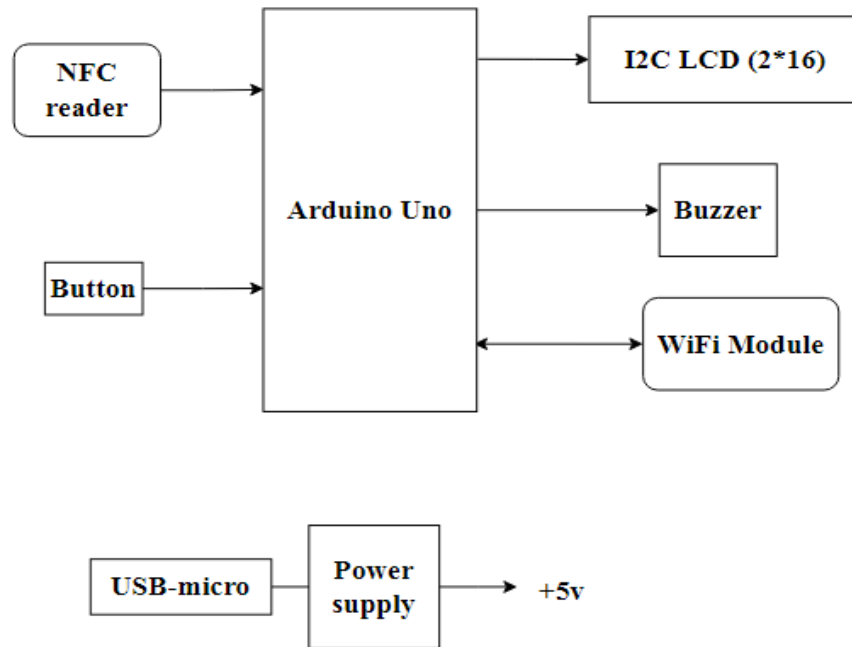 NFC
reader
I2C LCD (2*16)
Arduino Uno
Buzzer
Button
WiFi Module
USB-micro
Power
supply
+5v